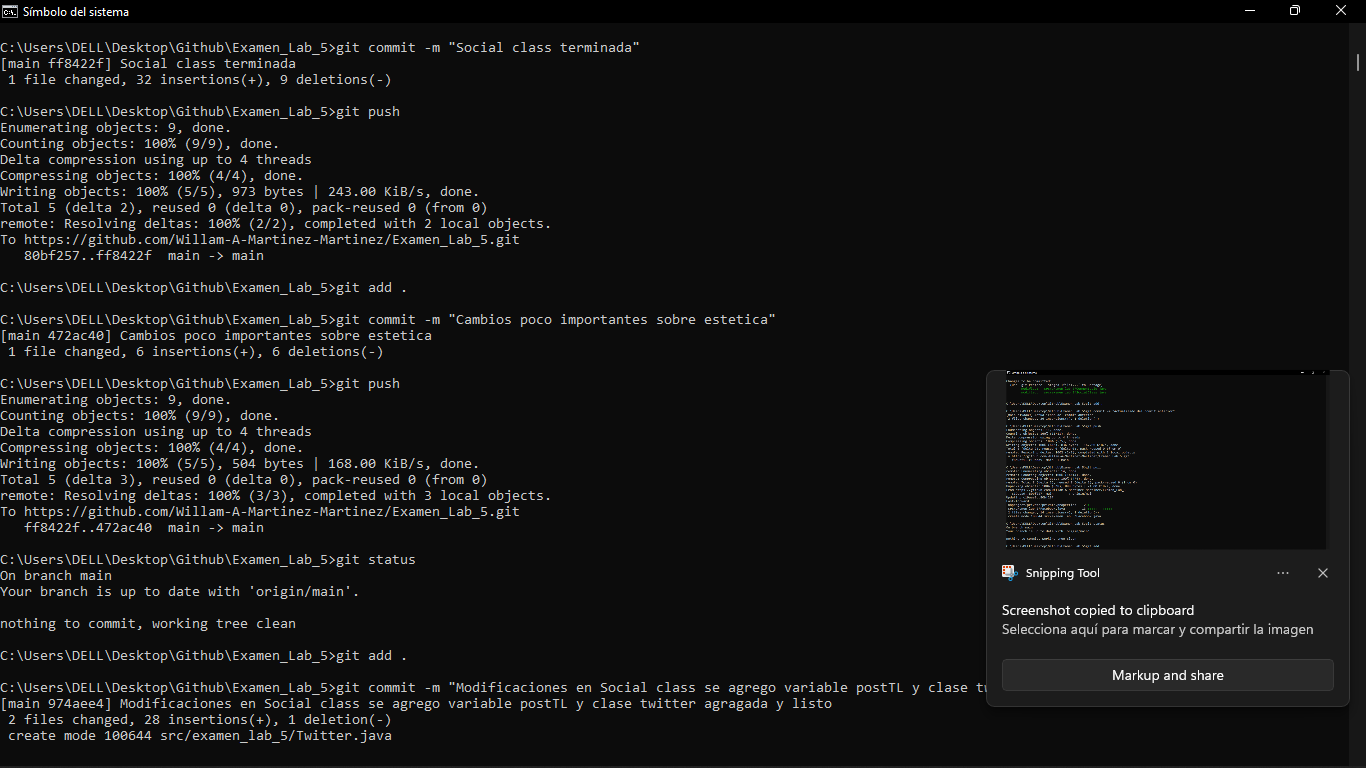 Símbolo del sistema
C:\Users\DELL\Desktop\Github\Examen_Lab_5>git commit -m "Social class terminada"
[main ff8422f] Social class terminada
1 file changed, 32 insertions(+), 9 deletions(-)
C:\Users\DELL\Desktop\Github\Examen_Lab_5>git push
Enumerating objects: 9, done.
Counting objects: 100% (9/9), done.
Delta compression using up to 4 threads
Compressing objects: 100% (4/4), done.
Writing objects: 100% (5/5), 973 bytes | 243.00 KiB/s, done.
Total 5 (delta 2), reused 0 (delta 0), pack-reused 0 (from 0)
remote: Resolving deltas: 100% (2/2), completed with 2 local objects.
To https://github.com/Willam-A-Martinez-Martinez/Examen_Lab_5.git
80bf257..ff8422f  main -> main
C:\Users\DELL\Desktop\Github\Examen_Lab_5>git add .
C:\Users\DELL\Desktop\Github\Examen_Lab_5>git commit -m "Cambios poco importantes sobre estetica"
[main 472ac40] Cambios poco importantes sobre estetica
1 file changed, 6 insertions(+), 6 deletions(-)
C:\Users\DELL\Desktop\Github\Examen_Lab_5>git push
Enumerating objects: 9, done.
Counting objects: 100% (9/9), done.
Delta compression using up to 4 threads
Compressing objects: 100% (4/4), done.
Writing objects: 100% (5/5), 504 bytes | 168.00 KiB/s, done.
Total 5 (delta 3), reused 0 (delta 0), pack-reused 0 (from 0)
remote: Resolving deltas: 100% (3/3), completed with 3 local objects.
To https://github.com/Willam-A-Martinez-Martinez/Examen_Lab_5.git
ff8422f..472ac40  main -> main
C:\Users\DELL\Desktop\Github\Examen_Lab_5>git status
On branch main
Your branch is up to date with 'origin/main'.
nothing to commit, working tree clean
C:\Users\DELL\Desktop\Github\Examen_Lab_5>git add .
C:\Users\DELL\Desktop\Github\Examen_Lab_5>git commit -m "Modificaciones en Social class se agrego variable postTL y clase tw
[main 974aee4] Modificaciones en Social class se agrego variable postTL y clase twitter agragada y listo
2 files changed, 28 insertions(+), 1 deletion(-)
create mode 100644 src/examen_lab_5/Twitter.java
Snipping Tool
Screenshot copied to clipboard
Selecciona aquí para marcar y compartir la imagen
Markup and share